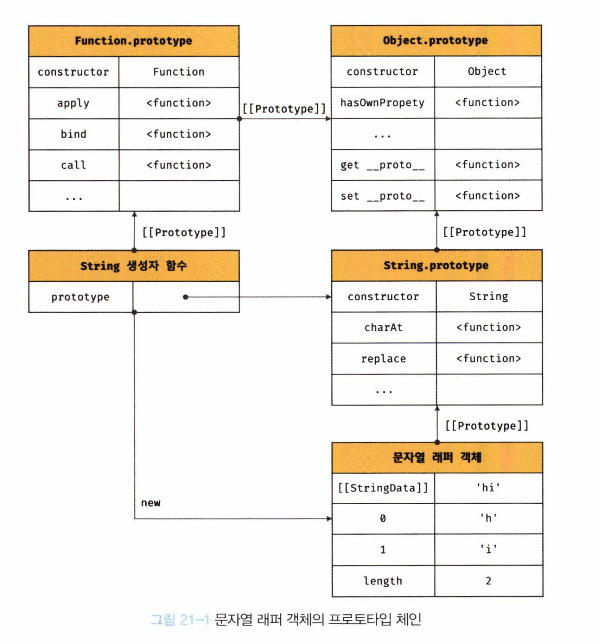 Function.prototype
constructor Function
apply <function>
bind <function>
call <function>
...
[[Prototype]]
Object.prototype
constructor Object
hasOwnPropety <function>
...
get __proto__ <function>
set __proto__ <function>
[[Prototype]]
[[Prototype]]
String 생성자 함수
prototype
String.prototype
constructor String
charAt <function>
replace <function>
...
[[Prototype]]
new
문자열 래퍼 객체
[[StringData]] 'hi'
0 'h'
1 'i'
length 2
그림 21-1 문자열 래퍼 객체의 프로토타입 체인